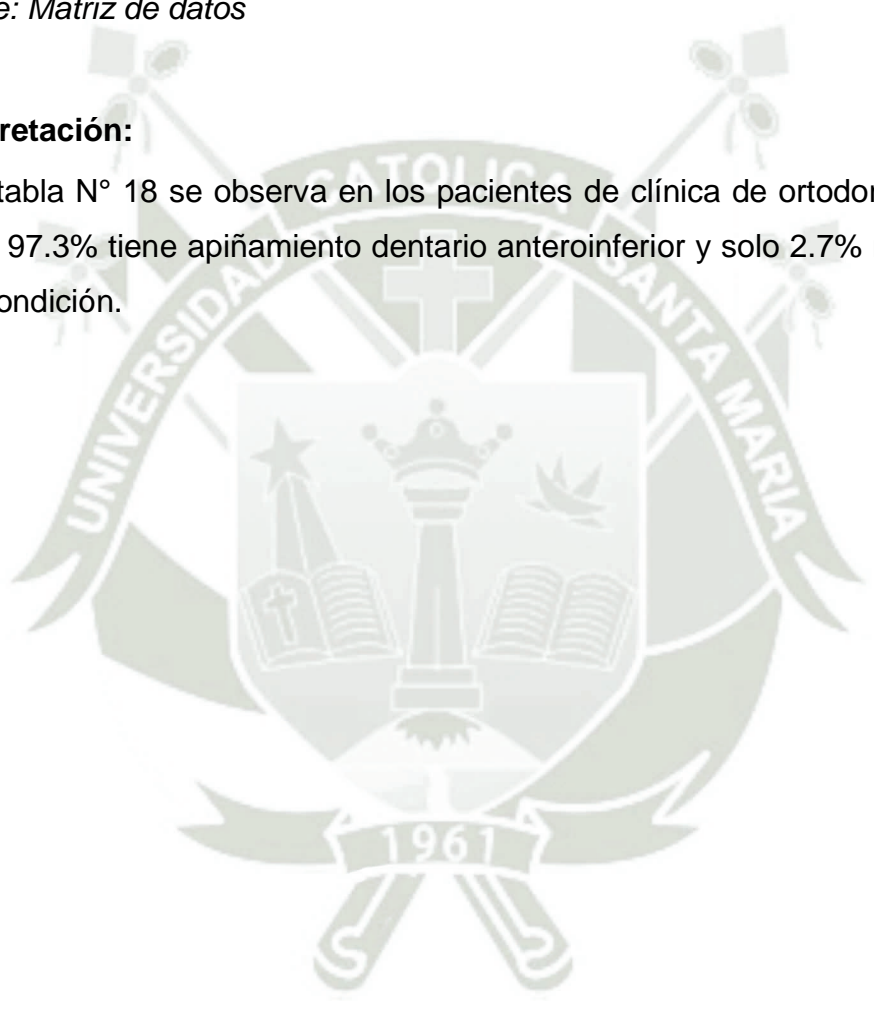 e: Matriz de datos
retación:
tabla N° 18 se observa en los pacientes de clínica de ortodor
97.3% tiene apiñamiento dentario anteroinferior y solo 2.7%
ondición.
UNIVERSIDAD CATOLICA SANTA MARIA
1961